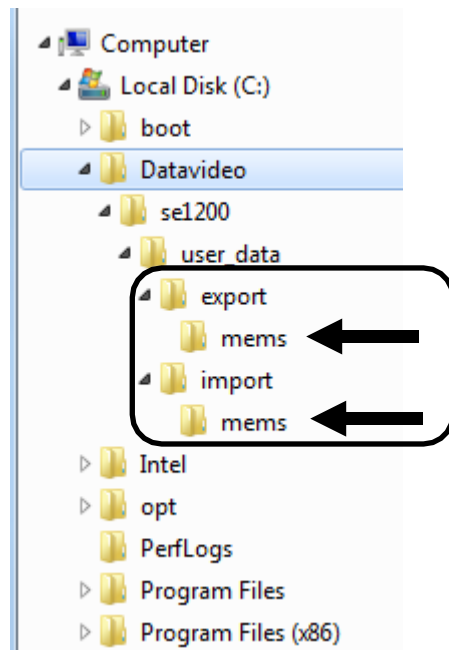 Computer
Local Disk (C:)
boot
Datavideo
se1200
user_data
export
mems
import
mems
Intel
opt
PerfLogs
Program Files
Program Files (x86)